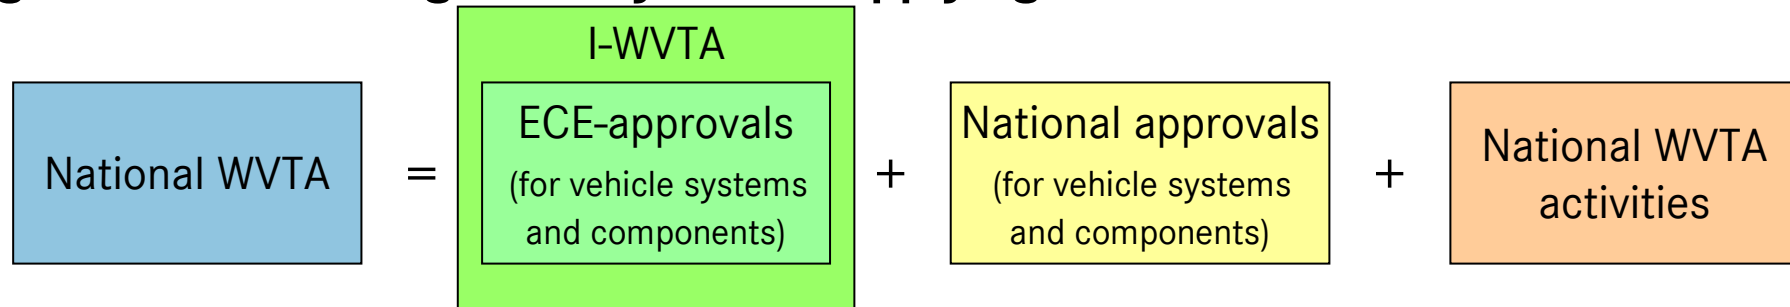 I-WVTA
National WVTA
=
ECE-approvals
(for vehicle systems
and components)
+
National approvals
(for vehicle systems
and components)
+
National WVTA
activities